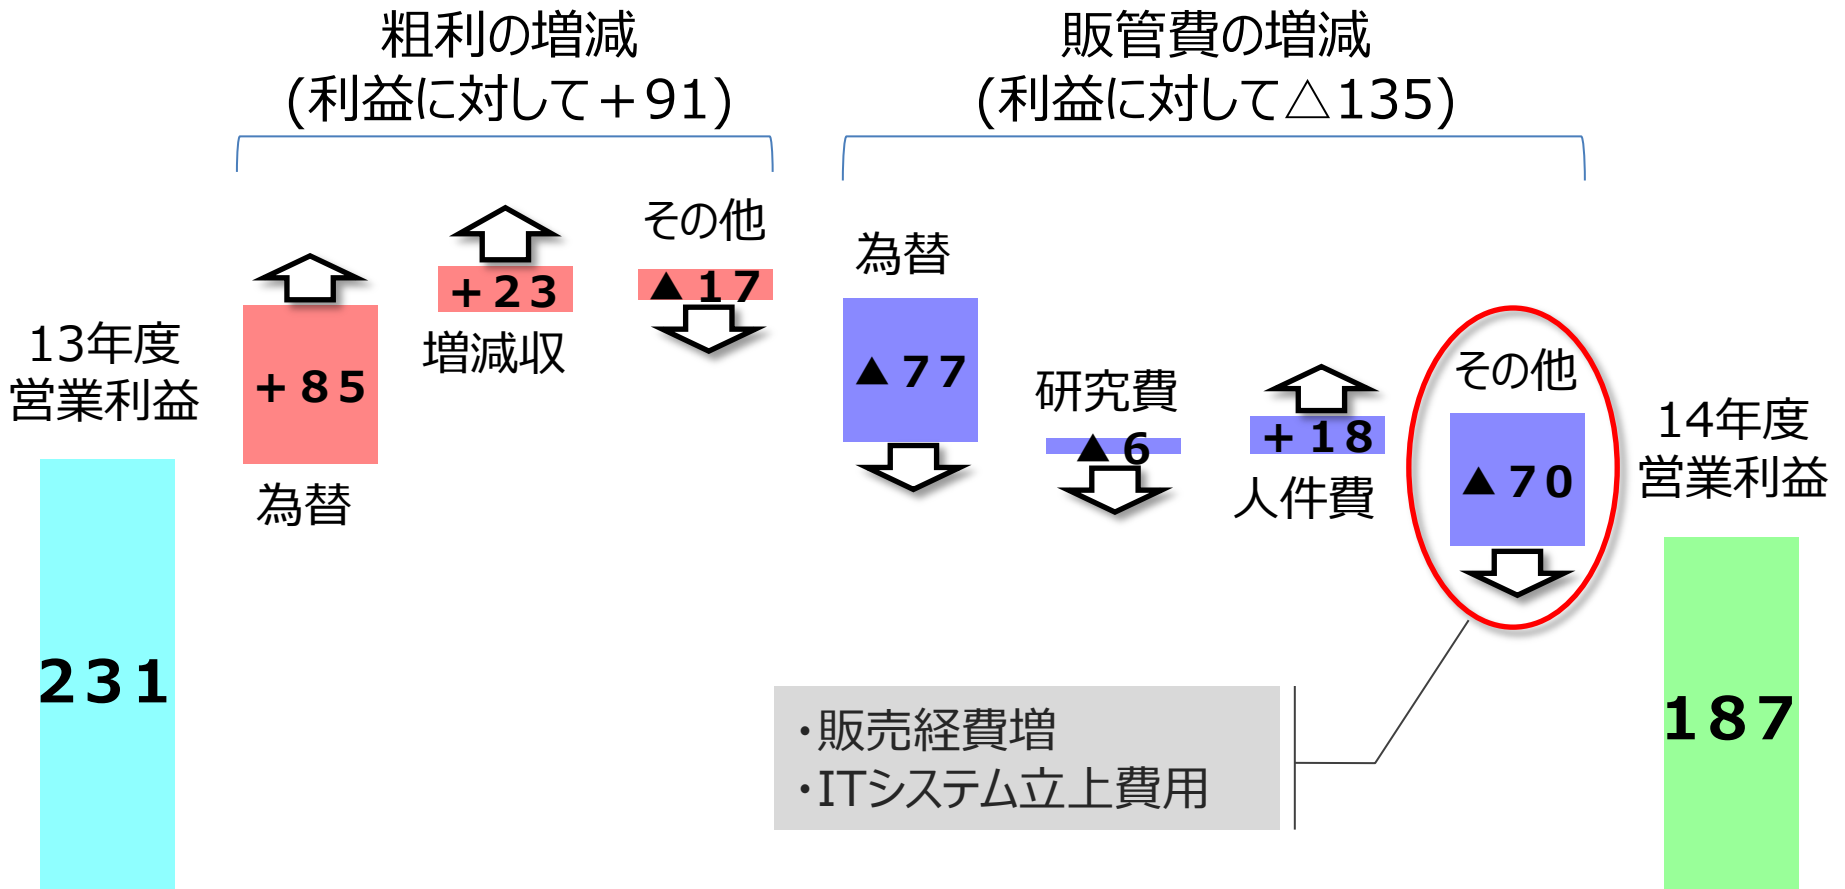 粗利の増減
(利益に対して＋91)
販管費の増減
(利益に対して△135)
13年度
営業利益
231
＋85
為替
＋23
増減収
その他
▲17
為替
▲77
研究費
▲6
＋18
人件費
その他
▲70
14年度
営業利益
187
・販売経費増
・ITシステム立上費用